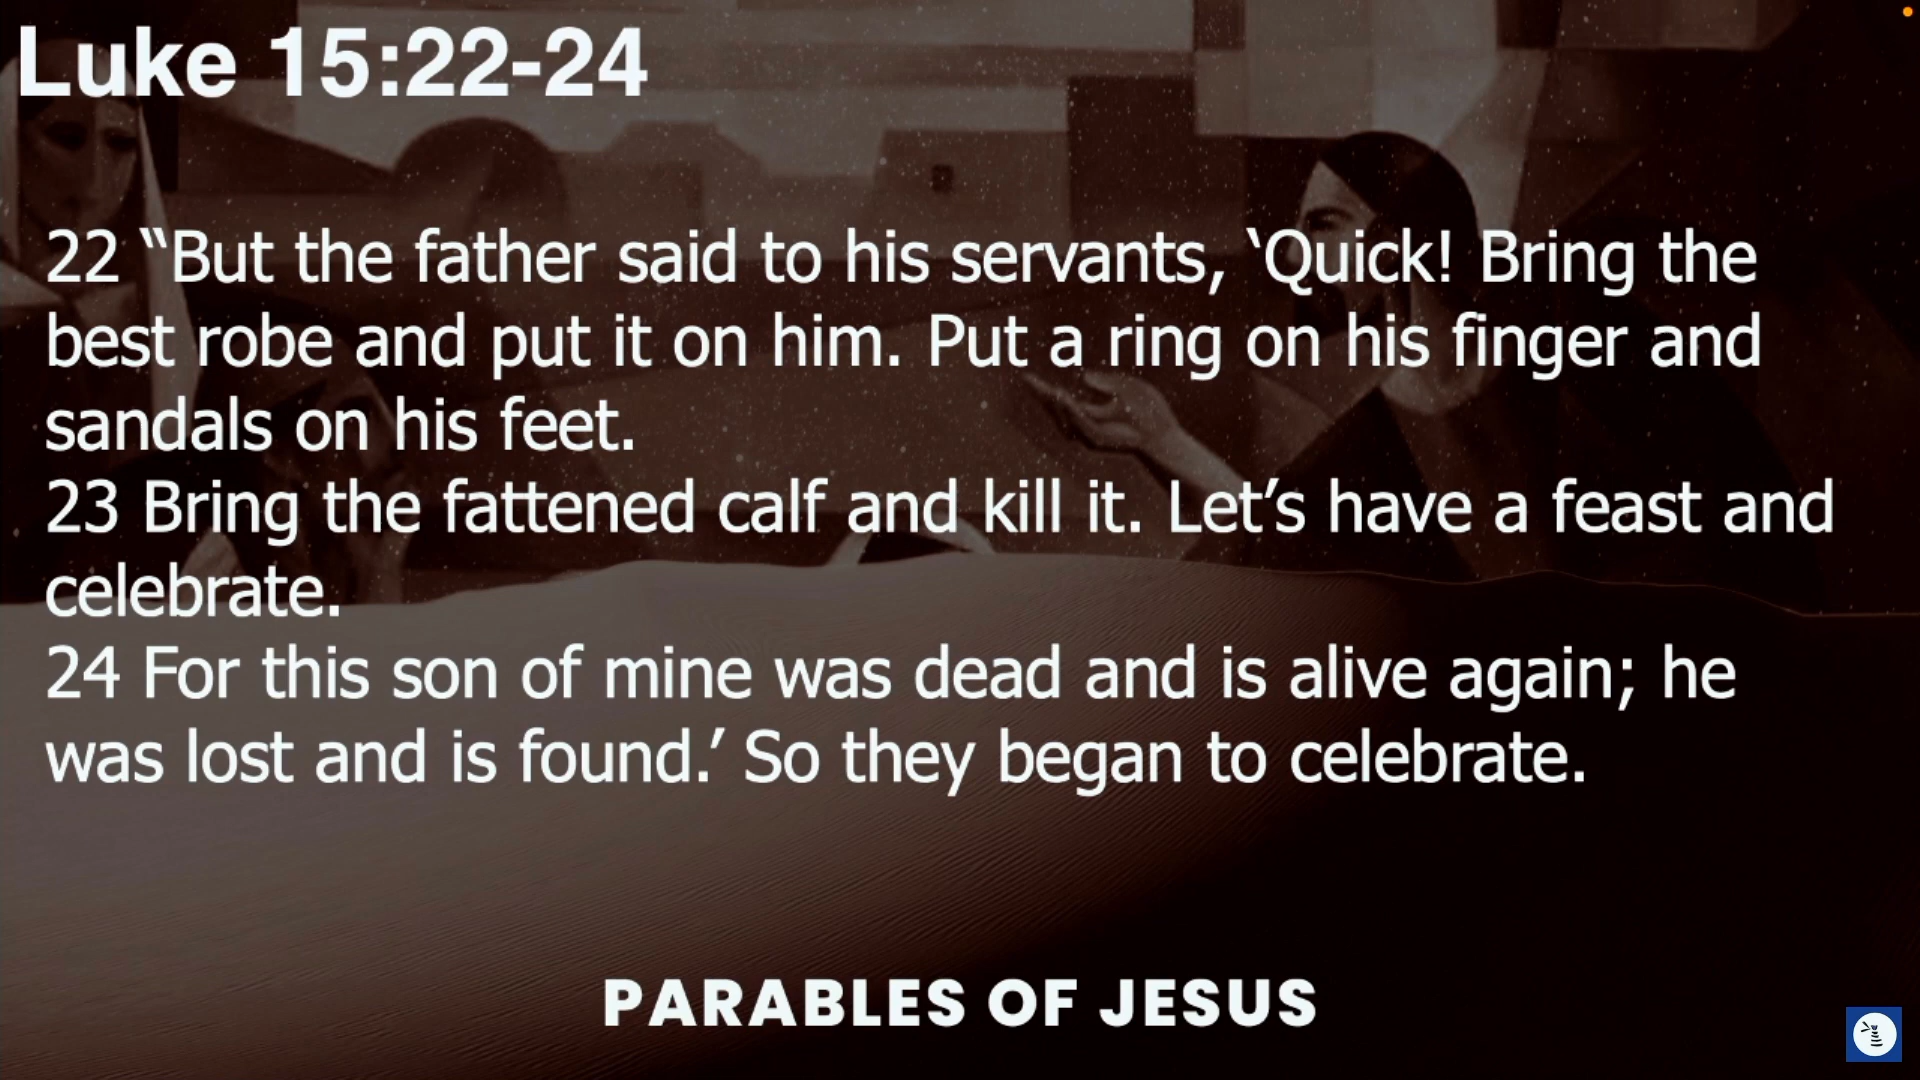 Luke 15:22-24
22 “But the father said to his servants, ‘Quick! Bring the
best robe and put it on him. Put a ring on his finger and
sandals on his feet.
23 Bring the fattened calf and kill it. Let’s have a feast and
celebrate.
24 For this son of mine was dead and is alive again; he
was lost and is found.’ So they began to celebrate.
PARABLES OF JESUS